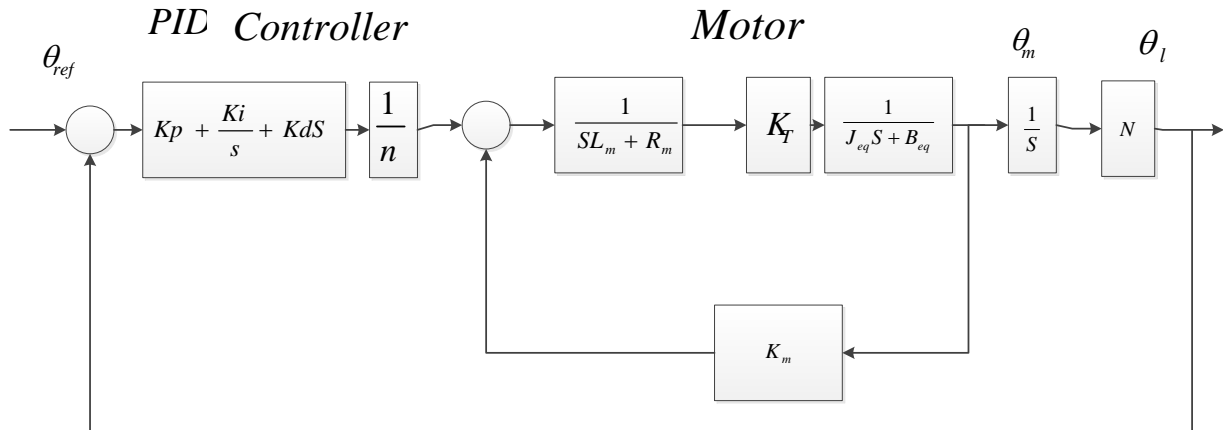 PID Controller
Motor
θref
θm
θl
Kp + Ki/s + KdS
1/n
1/(SLm + Rm)
KT
1/(JeqS + Beq)
1/S
N
Km